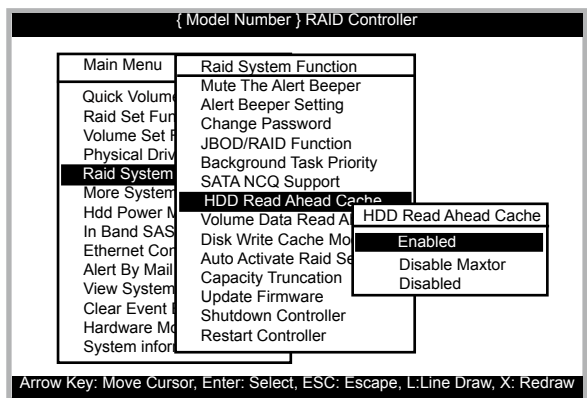 { Model Number } RAID Controller
Main Menu
Quick Volum
Raid Set Fun
Volume Set F
Physical Driv
Raid System
More System
Hdd Power M
In Band SAS
Ethernet Con
Alert By Mail
View System
Clear Event
Hardware Mo
System inform
Raid System Function
Mute The Alert Beeper
Alert Beeper Setting
Change Password
JBOD/RAID Function
Background Task Priority
SATA NCQ Support
HDD Read Ahead Cache
Volume Data Read A
Disk Write Cache Mo
Auto Activate Raid Se
Capacity Truncation
Update Firmware
Shutdown Controller
Restart Controller
HDD Read Ahead Cache
Enabled
Disable Maxtor
Disabled
Arrow Key: Move Cursor, Enter: Select, ESC: Escape, L:Line Draw, X: Redraw